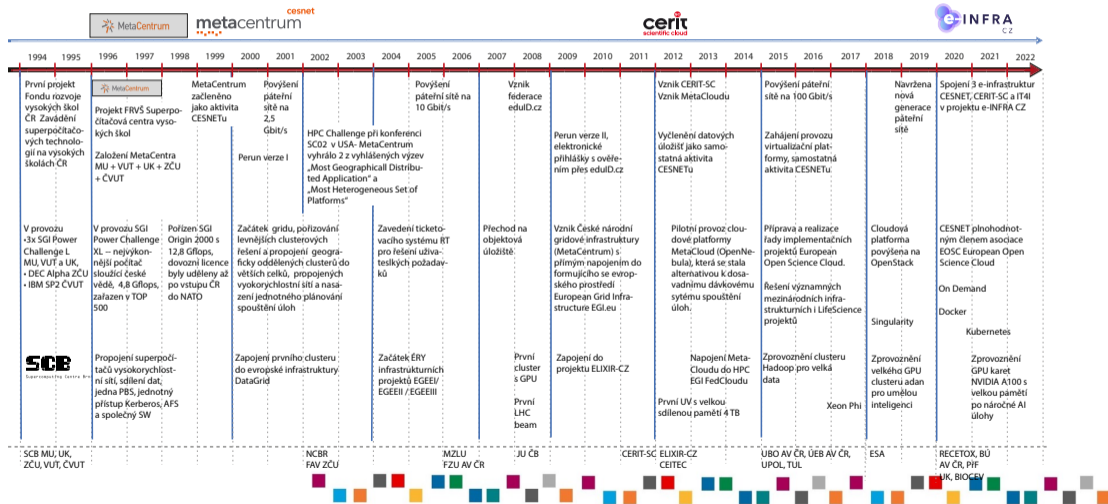 MetaCentrum
cesnet
metacentrum
cerit
scientific cloud
e-INFRA
CZ
1994 1995 1996 1997 1998 1999 2000 2001 2002 2003 2004 2005 2006 2007 2008 2009 2010 2011 2012 2013 2014 2015 2016 2017 2018 2019 2020 2021 2022
První projekt
Fondu rozvoje
vysokých škol
ČR Zavádění
superpočítačo-
vých technolo-
gií na vysokých
školách ČR
MetaCentrum
Projekt FRVŠ Superpo-
čítačová centra vyso-
kých škol
Založení MetaCentra
MU + VUT + UK + ZČU
+ ČVUT
MetaCentrum
začleněno
jako aktivita
CESNETu
Povýšení
páteřní
sítě na
2,5
Gbit/s
Perun verze I
HPC Challenge při konferenci
SC02 v USA- MetaCentrum
vyhrálo 2 z vyhlášených výzev
„Most Geographicall Distribu-
ted Application" a
„Most Heterogeneous Set of
Platforms"
Povýšení
páteřní sítě na
10 Gbit/s
Vznik
federace
eduID.cz
Perun verze II,
elektronické
přihlášky s ověře-
ním přes eduID.cz
Vznik CERIT-SC
Vznik MetaCloudu
Vyčlenění datových
úložišť jako samo-
statná aktivita
CESNETu
Povýšení páteřní
sítě na 100 Gbit/s
Zahájení provozu
virtualizační plat-
formy, samostatná
aktivita CESNETu
Navržena
nová
generace
páteřní
sítě
Spojení 3 e-infrastruktur
CESNET, CERIT-SC a IT4I
v projektu e-INFRA CZ
V provozu
•3x SGI Power
Challenge L
MU, VUT a UK,
• DEC Alpha ZČU
• IBM SP2 ČVUT
V provozu SGI
Power Challenge
XL – nejvýkon-
nější počítač
sloužící české
vědě, 4,8 Gflops,
zařazen v TOP
500
Pořízen SGI
Origin 2000 s
12,8 Gflops,
dovozní licence
byly uděleny až
po vstupu ČR
do NATO
Začátek gridu, pořizování
levnějších clusterových
řešení a propojení geogra-
ficky oddělených clusterů do
větších celků, propojených
vyokorychlostní sítí a nasa-
zení jednotného plánování
spouštění úloh
Zavedení ticketo-
vacího systému RT
pro řešení uživa-
teslkých požadav-
ků
Přechod na
objektová
úložiště
Vznik České národní
gridové infrastruktury
(MetaCentrum) s
přímým napojením do
formujícího se evrop-
ského prostředí
European Grid Infra-
structure EGI.eu
Pilotní provoz clou-
dové platformy
MetaCloud (OpenNe-
bula), která se stala
alternativou k dosa-
vadnímu dávkovému
sytému spouštění
úloh.
Příprava a realizace
řady implementačních
projektů European
Open Science Cloud.
Řešení významných
mezinárodních infra-
strukturních i LifeScience
projektů
Cloudová
platforma
povýšena na
OpenStack
Singularity
CESNET plnohodot-
ným členem asociace
EOSC European Open
Science Cloud
On Demand
Docker
Kubernetes
SCB
Supercomputing Centre Brno
Propojení superpočí-
tačů vysokorychlost-
ní sítí, sdílení dat,
jedna PBS, jednotný
přístup Kerberos, AFS
a společný SW
Zapojení prvního clusteru
do evropské infrastruktury
DataGrid
Začátek ÉRY
infrastrukturních
projektů EGEEI/
EGEEII / EGEEIII
První
cluster
s GPU
První
LHC
beam
Zapojení do
projektu ELIXIR-CZ
Napojení Meta-
Cloudu do HPC
EGI FedCloudu
První UV s velkou
sdílenou pamětí 4 TB
Zprovoznění clusteru
Hadoop pro velká
data
Xeon Phi
Zprovoznění
velkého GPU
clusteru adan
pro umělou
inteligenci
Zprovoznění
GPU karet
NVIDIA A100 s
velkou pamětí
po náročné AI
úlohy
SCB MU, UK,
ZČU, VUT, ČVUT
NCBR
FAV ZČU
MZLU
FZU AV ČR
JU ČB
CERIT-SC
ELIXIR-CZ
CEITEC
UBO AV ČR, ÚEB AV ČR,
UPOL, TUL
ESA
RECETOX, BÚ
AV ČR, PřF
UK, BIOCEV